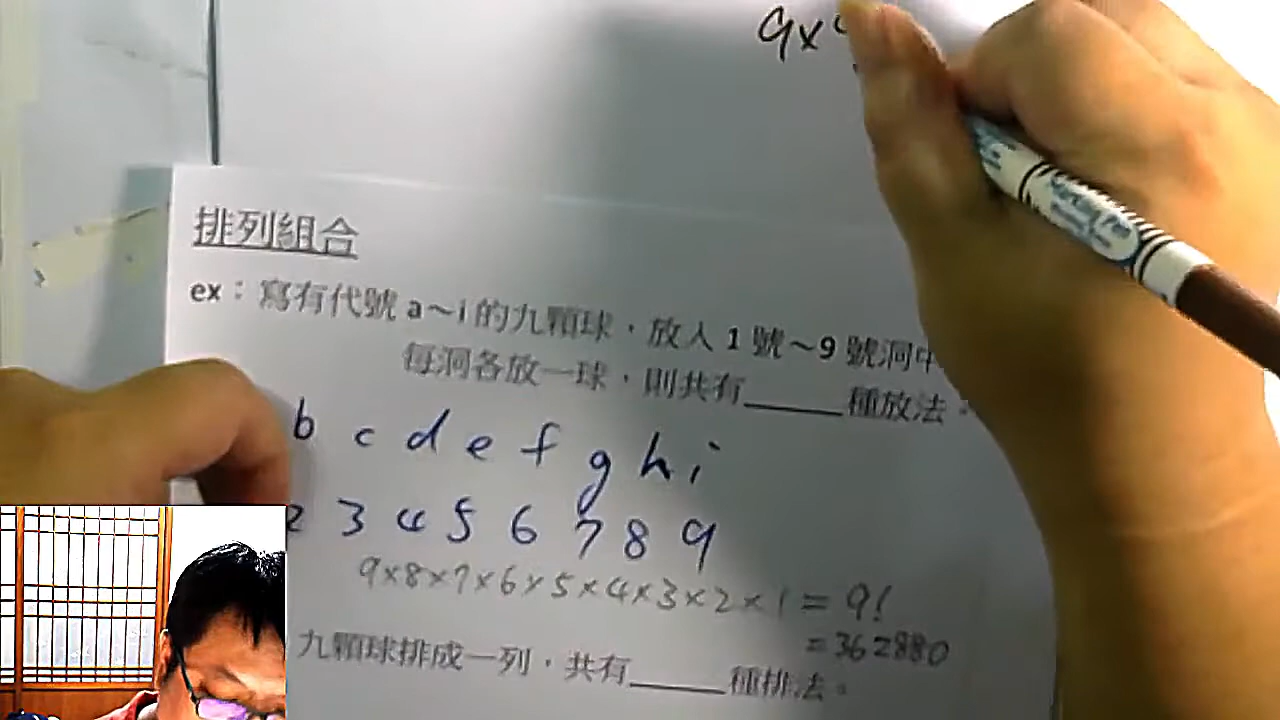 9×
排列組合
ex：寫有代號 a～i 的九顆球，放入 1 號～9 號洞中
每洞各放一球，則共有______種放法。
b c d e f g h i
2 3 4 5 6 7 8 9
9×8×7×6×5×4×3×2×1 = 9!
=362880
九顆球排成一列，共有______種排法。